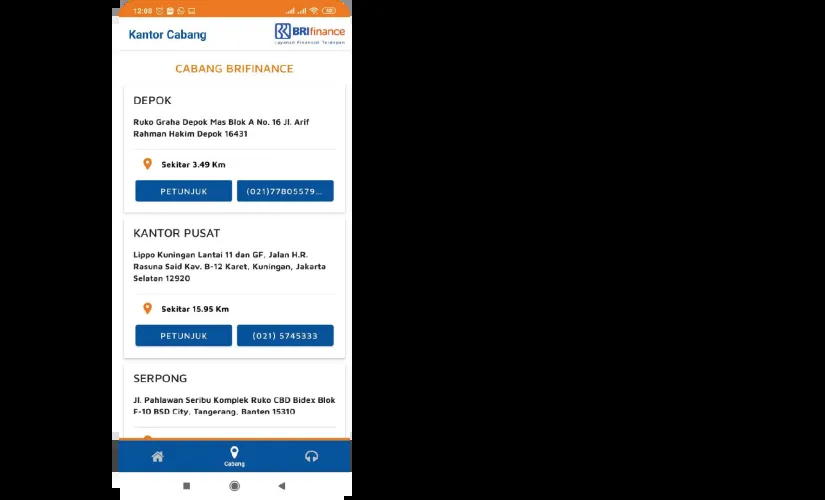 12:08
Kantor Cabang
BRIfinance
Layanan Finansial Terdepan
CABANG BRIFINANCE
DEPOK
Ruko Graha Depok Mas Blok A No. 16 Jl. Arif
Rahman Hakim Depok 16431
Sekitar 3.49 Km
PETUNJUK
(021)77805579...
KANTOR PUSAT
Lippo Kuningan Lantai 11 dan GF, Jalan H.R.
Rasuna Said Kav. B-12 Karet, Kuningan, Jakarta
Selatan 12920
Sekitar 15.95 Km
PETUNJUK
(021) 5745333
SERPONG
Jl. Pahlawan Seribu Komplek Ruko CBD Bidex Blok
F-10 BSD City, Tangerang, Banten 15310
Cabang